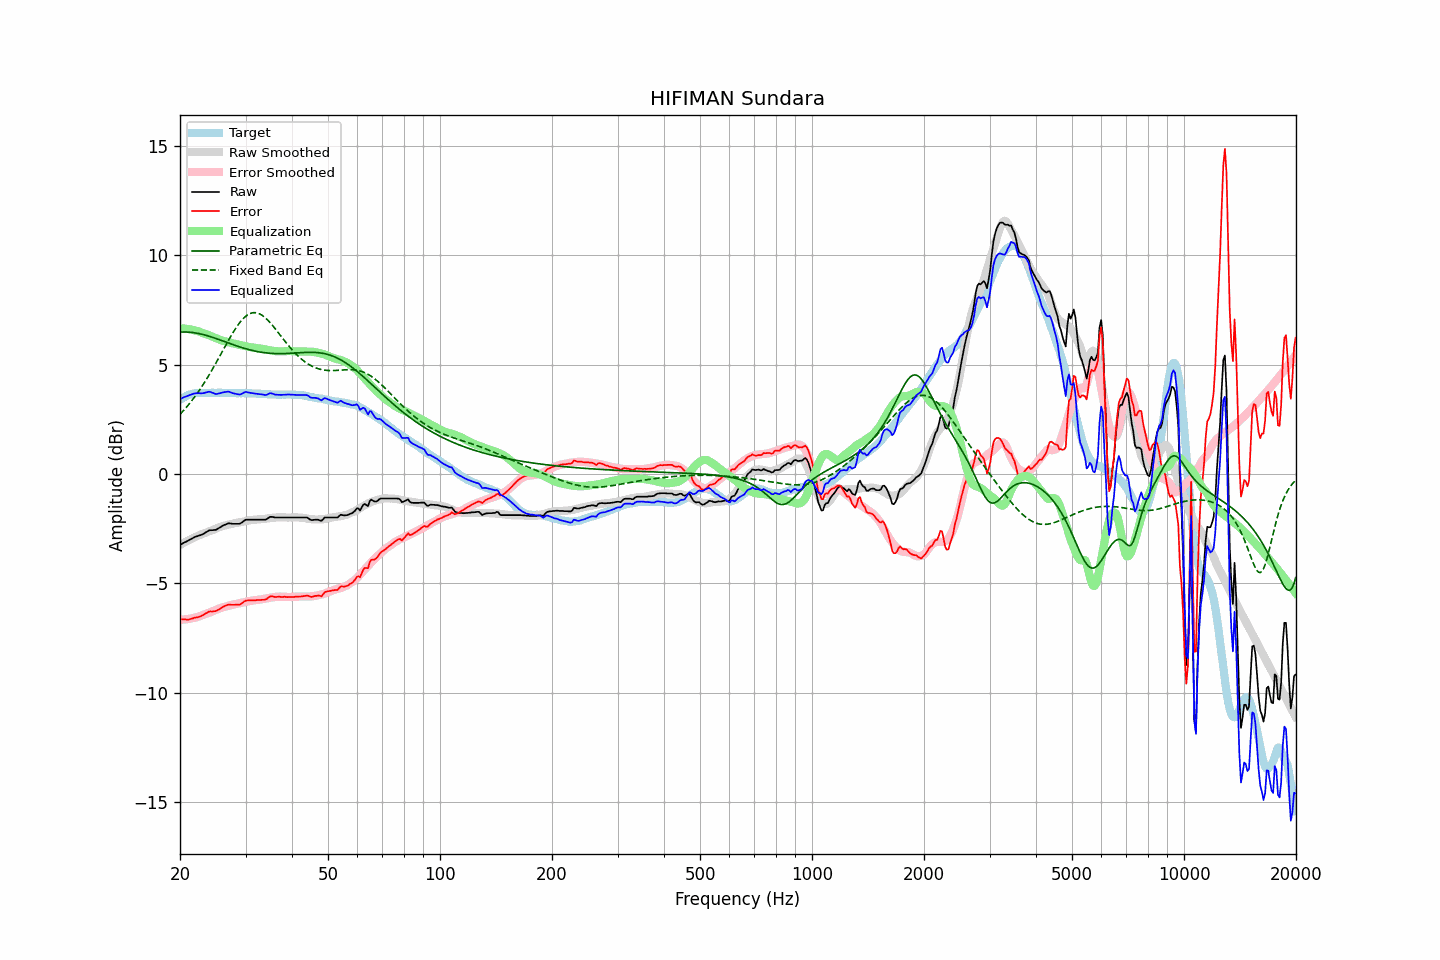 HIFIMAN Sundara
Target
Raw Smoothed
Error Smoothed
Raw
Error
Equalization
Parametric Eq
Fixed Band Eq
Equalized
Amplitude (dBr)
15
10
5
0
−5
−10
−15
20
50
100
200
500
1000
2000
5000
10000
20000
Frequency (Hz)